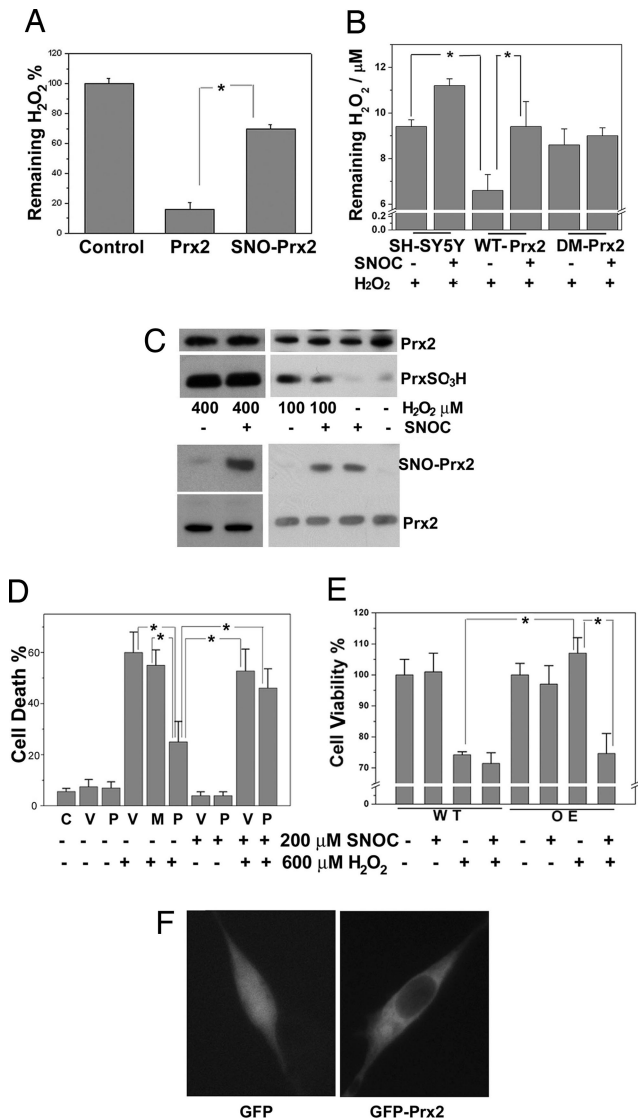 A
Remaining H2O2 %
100
80
60
40
20
0
*
Control Prx2 SNO-Prx2
B
Remaining H2O2 / μM
12
10
8
6
0.2
0.0
* *
SH-SY5Y WT-Prx2 DM-Prx2
SNOC - + - + - +
H2O2 + + + + + +
C
Prx2
PrxSO3H
400 400 100 100 - - H2O2 μM
- + - + + - SNOC
SNO-Prx2
Prx2
D
Cell Death %
60
40
20
0
* * * *
C V P V M P V P V P
- - - - - - + + + + 200 μM SNOC
- - - + + + - - + + 600 μM H2O2
E
Cell Viability %
120
110
100
90
80
70
0
* *
WT OE
- + - + - + - +
- - + + - - + +
F
GFP GFP-Prx2